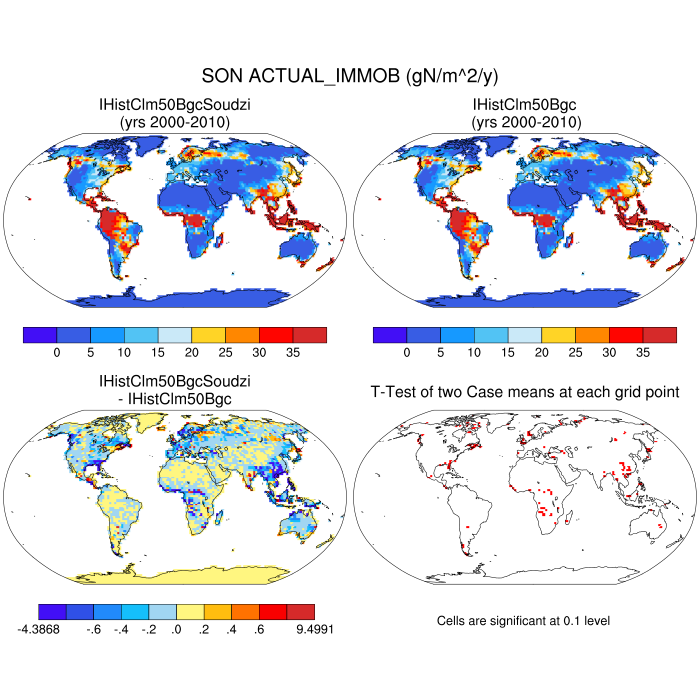 SON ACTUAL_IMMOB (gN/m^2/y)
IHistClm50BgcSoudzi
(yrs 2000-2010)
IHistClm50Bgc
(yrs 2000-2010)
0 5 10 15 20 25 30 35
0 5 10 15 20 25 30 35
IHistClm50BgcSoudzi
- IHistClm50Bgc
T-Test of two Case means at each grid point
-4.3868 -.6 -.4 -.2 .0 .2 .4 .6 9.4991
Cells are significant at 0.1 level